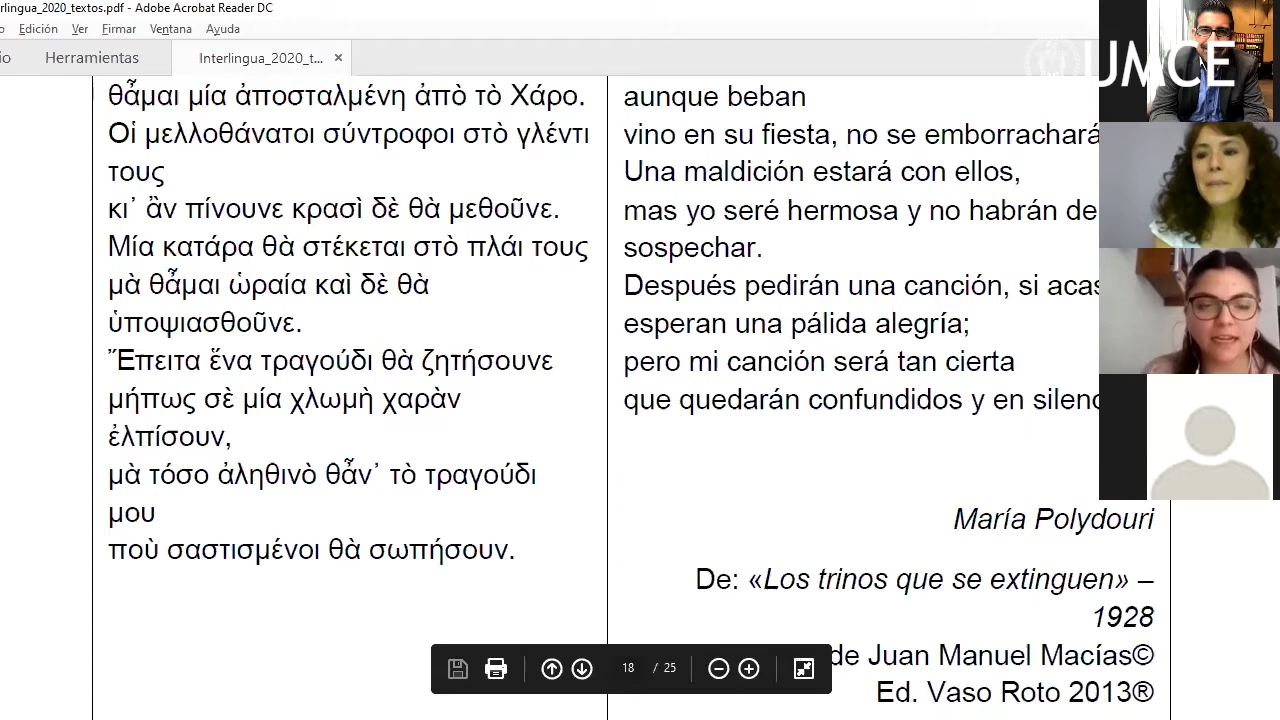 rlingua_2020_textos.pdf - Adobe Acrobat Reader DC
Edición Ver Firmar Ventana Ayuda
Herramientas Interlingua_2020_t... ×
UMCE
θἆμαι μία ἀποσταλμένη ἀπὸ τὸ Χάρο.
Οἱ μελλοθάνατοι σύντροφοι στὸ γλέντι
τους
κι᾿ ἂν πίνουνε κρασὶ δὲ θὰ μεθοῦνε.
Μία κατάρα θὰ στέκεται στὸ πλάι τους
μὰ θἆμαι ὡραία καὶ δὲ θὰ
ὑποψιασθοῦνε.
Ἔπειτα ἕνα τραγούδι θὰ ζητήσουνε
μήπως σὲ μία χλωμὴ χαρὰν
ἐλπίσουν,
μὰ τόσο ἀληθινὸ θἆν᾿ τὸ τραγούδι
μου
ποὺ σαστισμένοι θὰ σωπήσουν.
aunque beban
vino en su fiesta, no se emborrachará
Una maldición estará con ellos,
mas yo seré hermosa y no habrán de
sospechar.
Después pedirán una canción, si acas
esperan una pálida alegría;
pero mi canción será tan cierta
que quedarán confundidos y en silenc
María Polydouri
De: «Los trinos que se extinguen» –
1928
de Juan Manuel Macías©
Ed. Vaso Roto 2013®
18 / 25